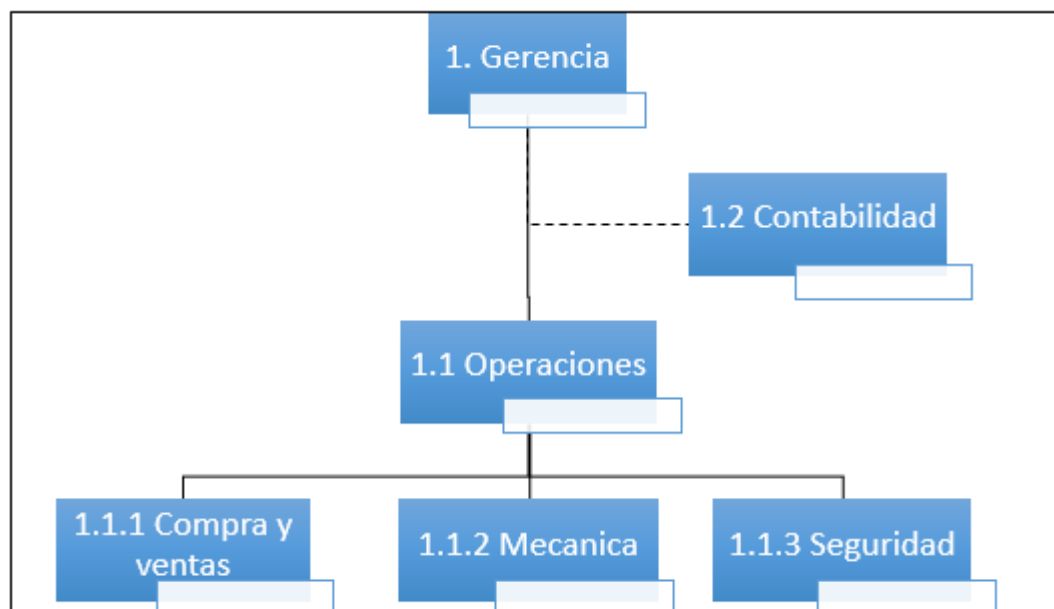 1. Gerencia
1.2 Contabilidad
1.1 Operaciones
1.1.1 Compra y
ventas
1.1.2 Mecanica
1.1.3 Seguridad